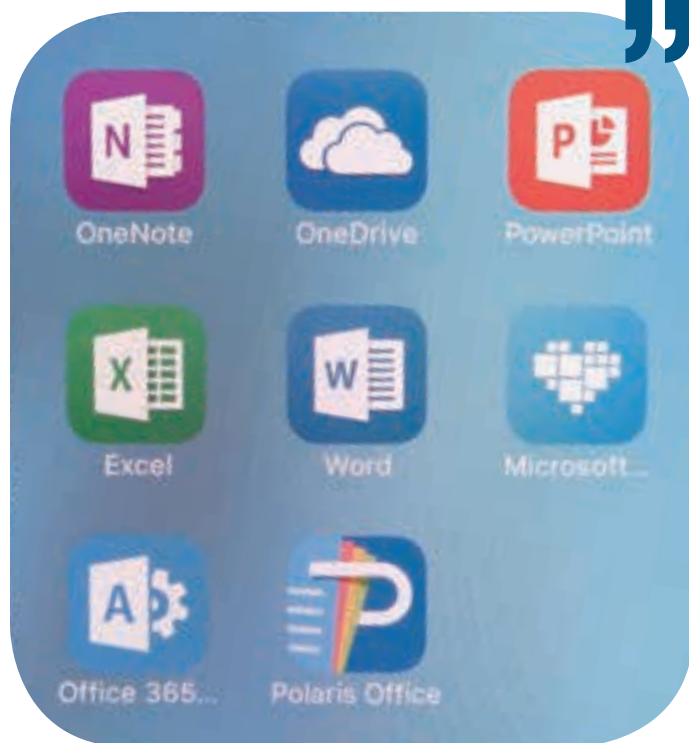 ”
N
P
OneNote OneDrive PowerPoint
X W
Excel Word Microsoft...
A
Office 365... Polaris Office